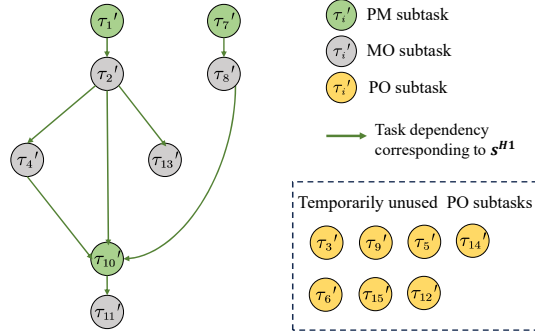 τ₁′
τ₇′
τ₂′
τ₈′
τ₄′
τ₁₃′
τ₁₀′
τ₁₁′
τᵢ′ PM subtask
τᵢ′ MO subtask
τᵢ′ PO subtask
Task dependency
corresponding to s^{H1}
Temporarily unused PO subtasks
τ₃′ τ₉′ τ₅′ τ₁₄′
τ₆′ τ₁₅′ τ₁₂′